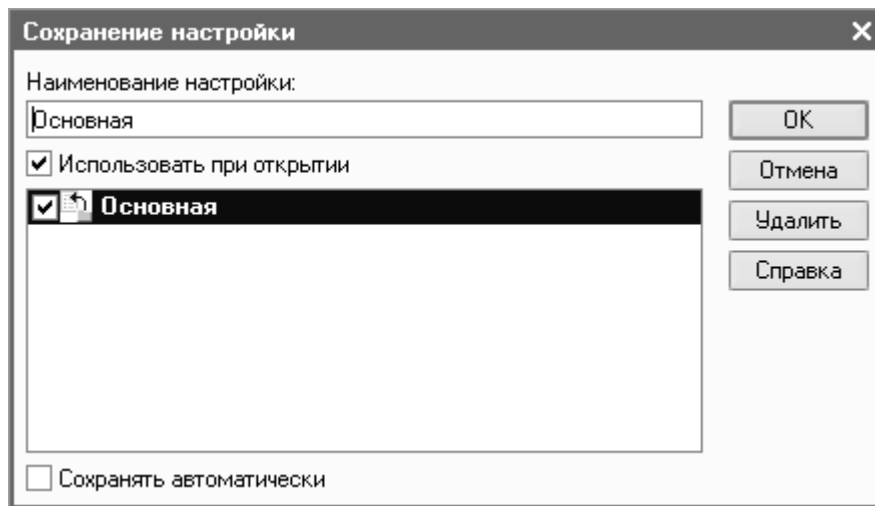 Сохранение настройки
Наименование настройки:
Основная
OK
Использовать при открытии
Отмена
Основная
Удалить
Справка
Сохранять автоматически